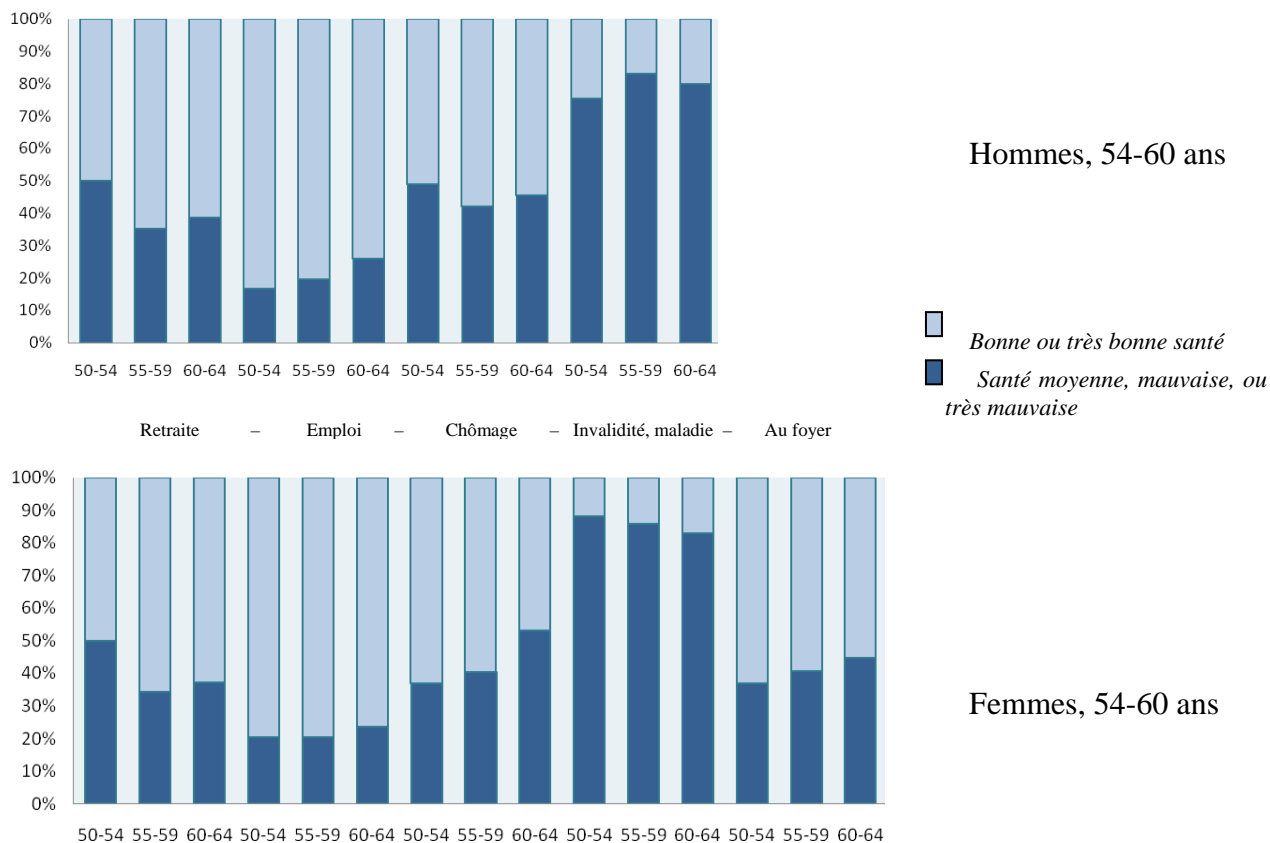 100%
90%
80%
70%
60%
50%
40%
30%
20%
10%
0%
50-54 55-59 60-64 50-54 55-59 60-64 50-54 55-59 60-64 50-54 55-59 60-64
Hommes, 54-60 ans
Bonne ou très bonne santé
Santé moyenne, mauvaise, ou
très mauvaise
Retraite – Emploi – Chômage – Invalidité, maladie – Au foyer
100%
90%
80%
70%
60%
50%
40%
30%
20%
10%
0%
50-54 55-59 60-64 50-54 55-59 60-64 50-54 55-59 60-64 50-54 55-59 60-64 50-54 55-59 60-64
Femmes, 54-60 ans